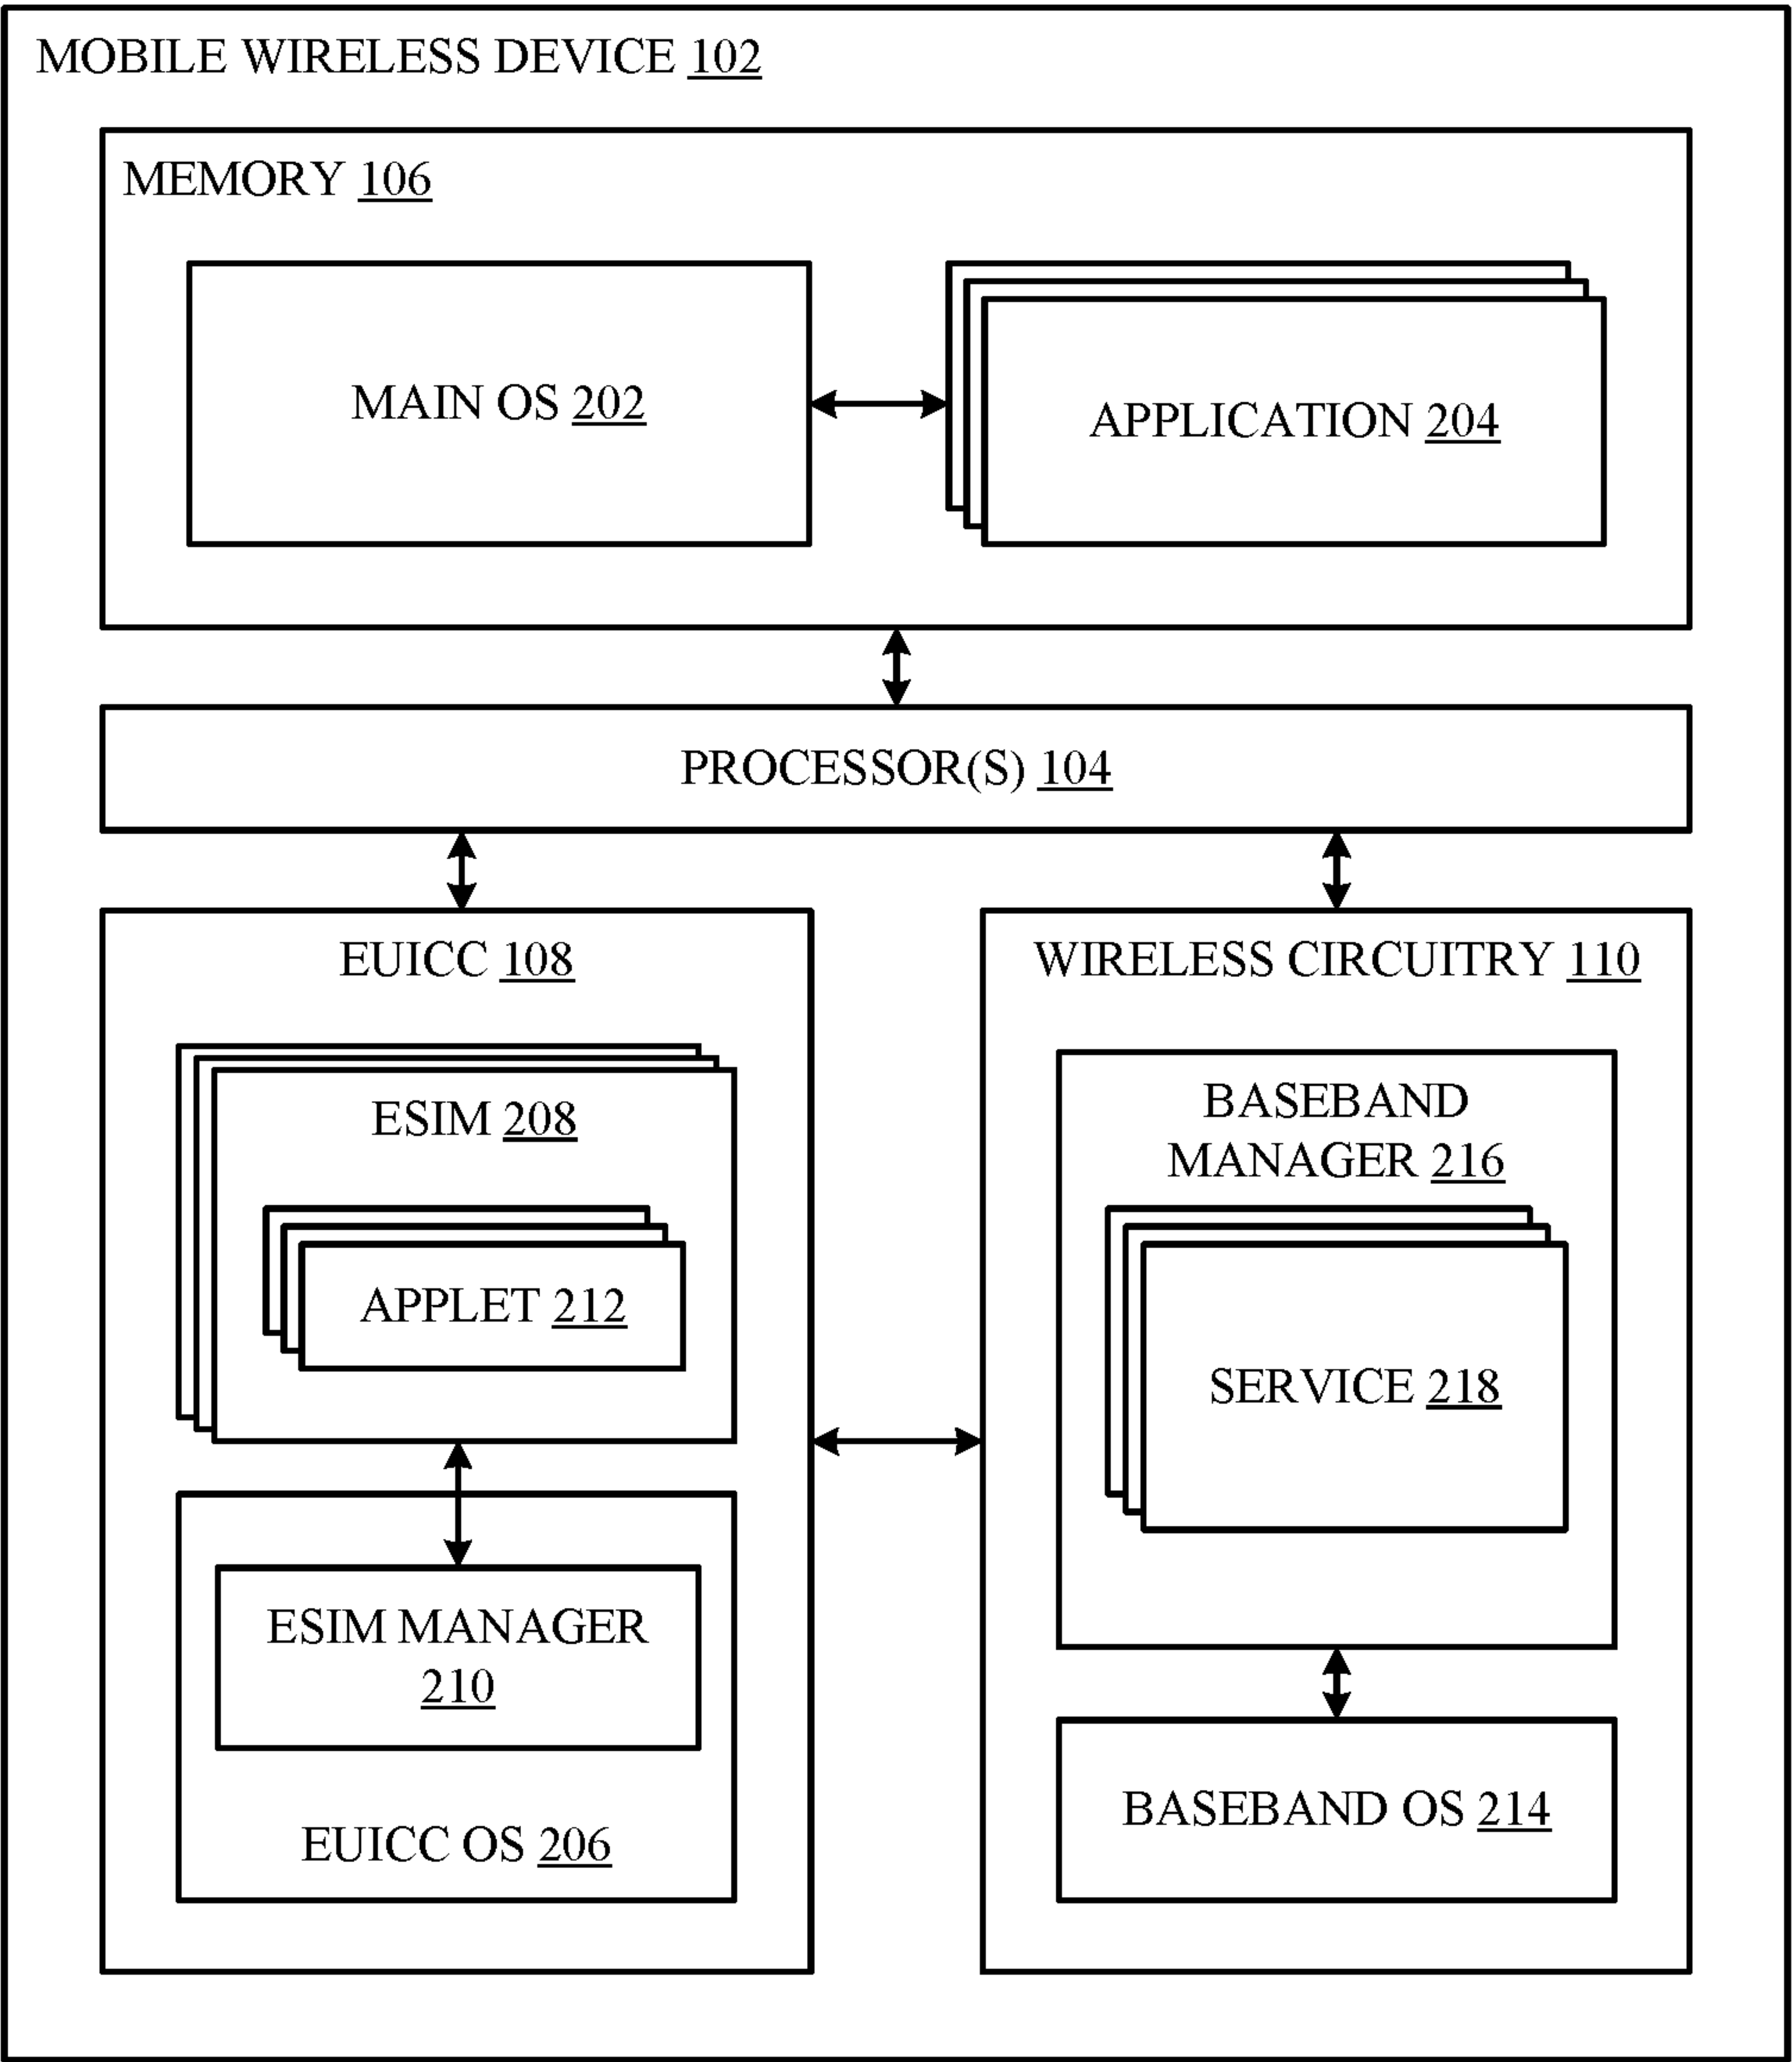 MOBILE WIRELESS DEVICE 102
MEMORY 106
MAIN OS 202
APPLICATION 204
PROCESSOR(S) 104
EUICC 108
ESIM 208
APPLET 212
ESIM MANAGER
210
EUICC OS 206
WIRELESS CIRCUITRY 110
BASEBAND
MANAGER 216
SERVICE 218
BASEBAND OS 214